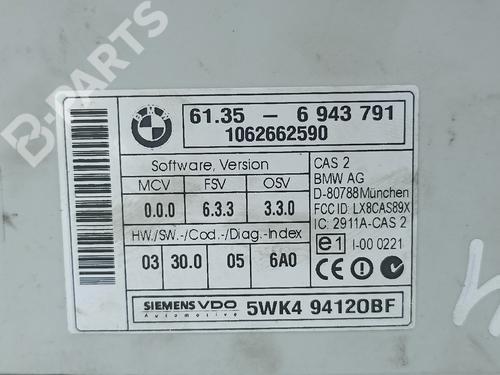 B-PARTS
BMW
61.35 - 6 943 791
1062662590
Software, Version
MCV FSV OSV
0.0.0 6.3.3 3.3.0
HW./SW.-/Cod.-/Diag.-Index
03 30.0 05 6A0
SIEMENS VDO
Automotive
5WK4 94120BF
CAS 2
BMW AG
D-80788München
FCC ID: LX8CAS89X
IC: 2911A-CAS 2
e1 I-00 0221
CE